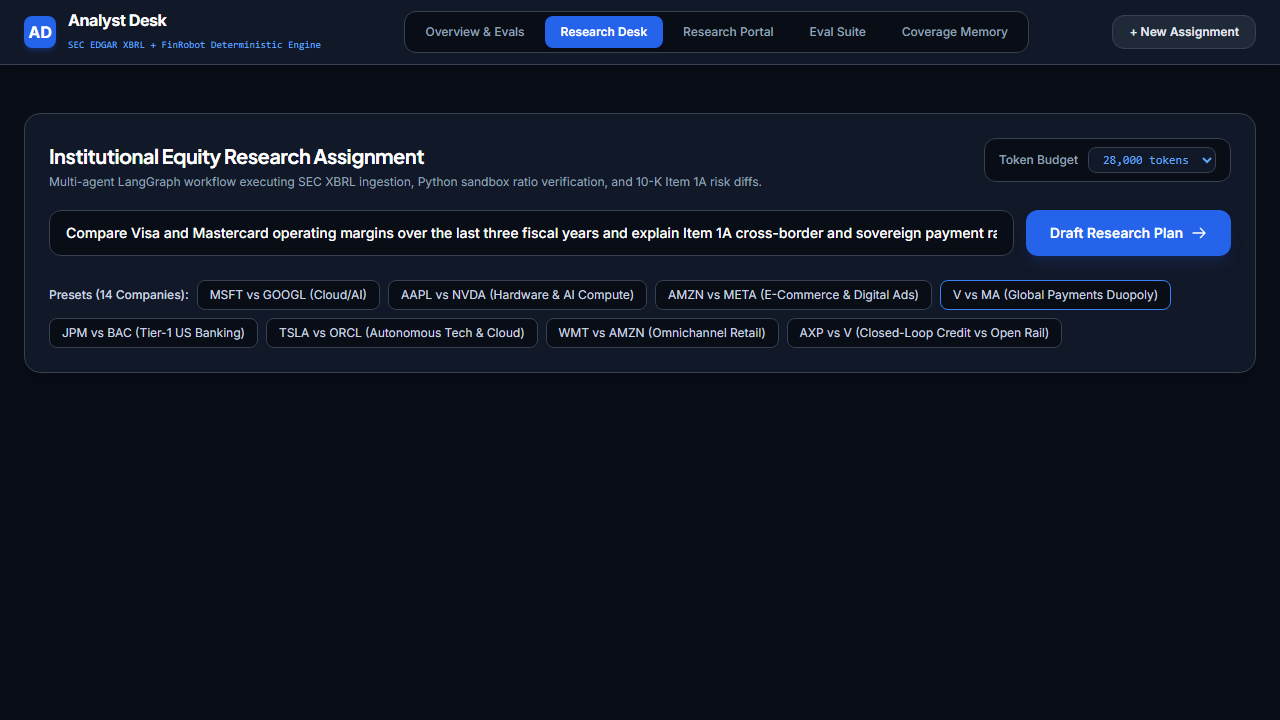 AD
Analyst Desk
SEC EDGAR XBRL + FinRobot Deterministic Engine
Overview & Evals
Research Desk
Research Portal
Eval Suite
Coverage Memory
+ New Assignment
Institutional Equity Research Assignment
Multi-agent LangGraph workflow executing SEC XBRL ingestion, Python sandbox ratio verification, and 10-K Item 1A risk diffs.
Token Budget
28,000 tokens
Compare Visa and Mastercard operating margins over the last three fiscal years and explain Item 1A cross-border and sovereign payment
Draft Research Plan →
Presets (14 Companies):
MSFT vs GOOGL (Cloud/AI)
AAPL vs NVDA (Hardware & AI Compute)
AMZN vs META (E-Commerce & Digital Ads)
V vs MA (Global Payments Duopoly)
JPM vs BAC (Tier-1 US Banking)
TSLA vs ORCL (Autonomous Tech & Cloud)
WMT vs AMZN (Omnichannel Retail)
AXP vs V (Closed-Loop Credit vs Open Rail)